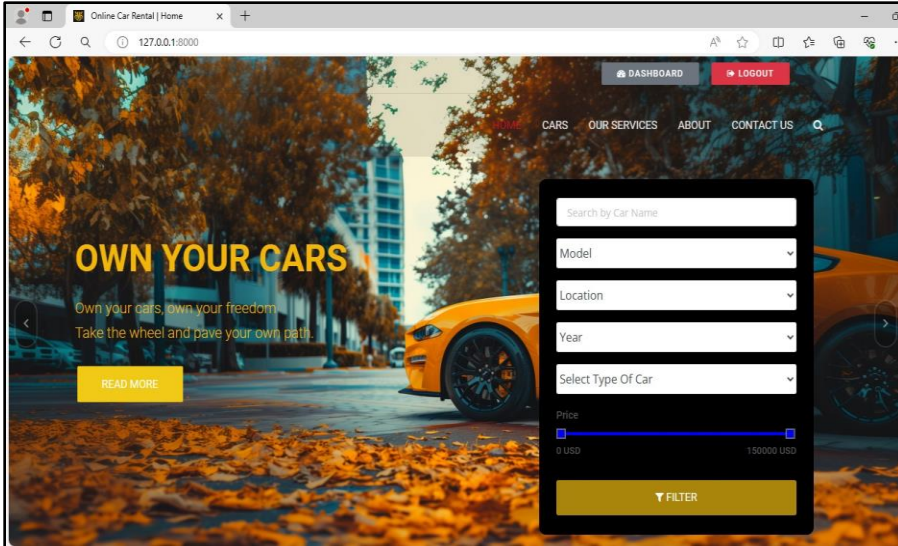 Online Car Rental | Home
127.0.0.1:8000
DASHBOARD
LOGOUT
HOME CARS OUR SERVICES ABOUT CONTACT US
OWN YOUR CARS
Own your cars, own your freedom
Take the wheel and pave your own path.
READ MORE
Search by Car Name
Model
Location
Year
Select Type Of Car
Price
0 USD 150000 USD
FILTER